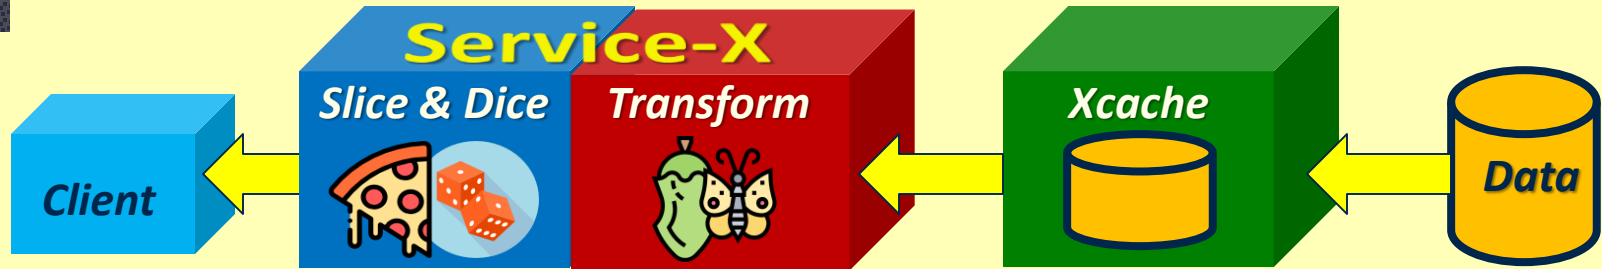 Service-X
Slice & Dice
Transform
Xcache
Client
Data